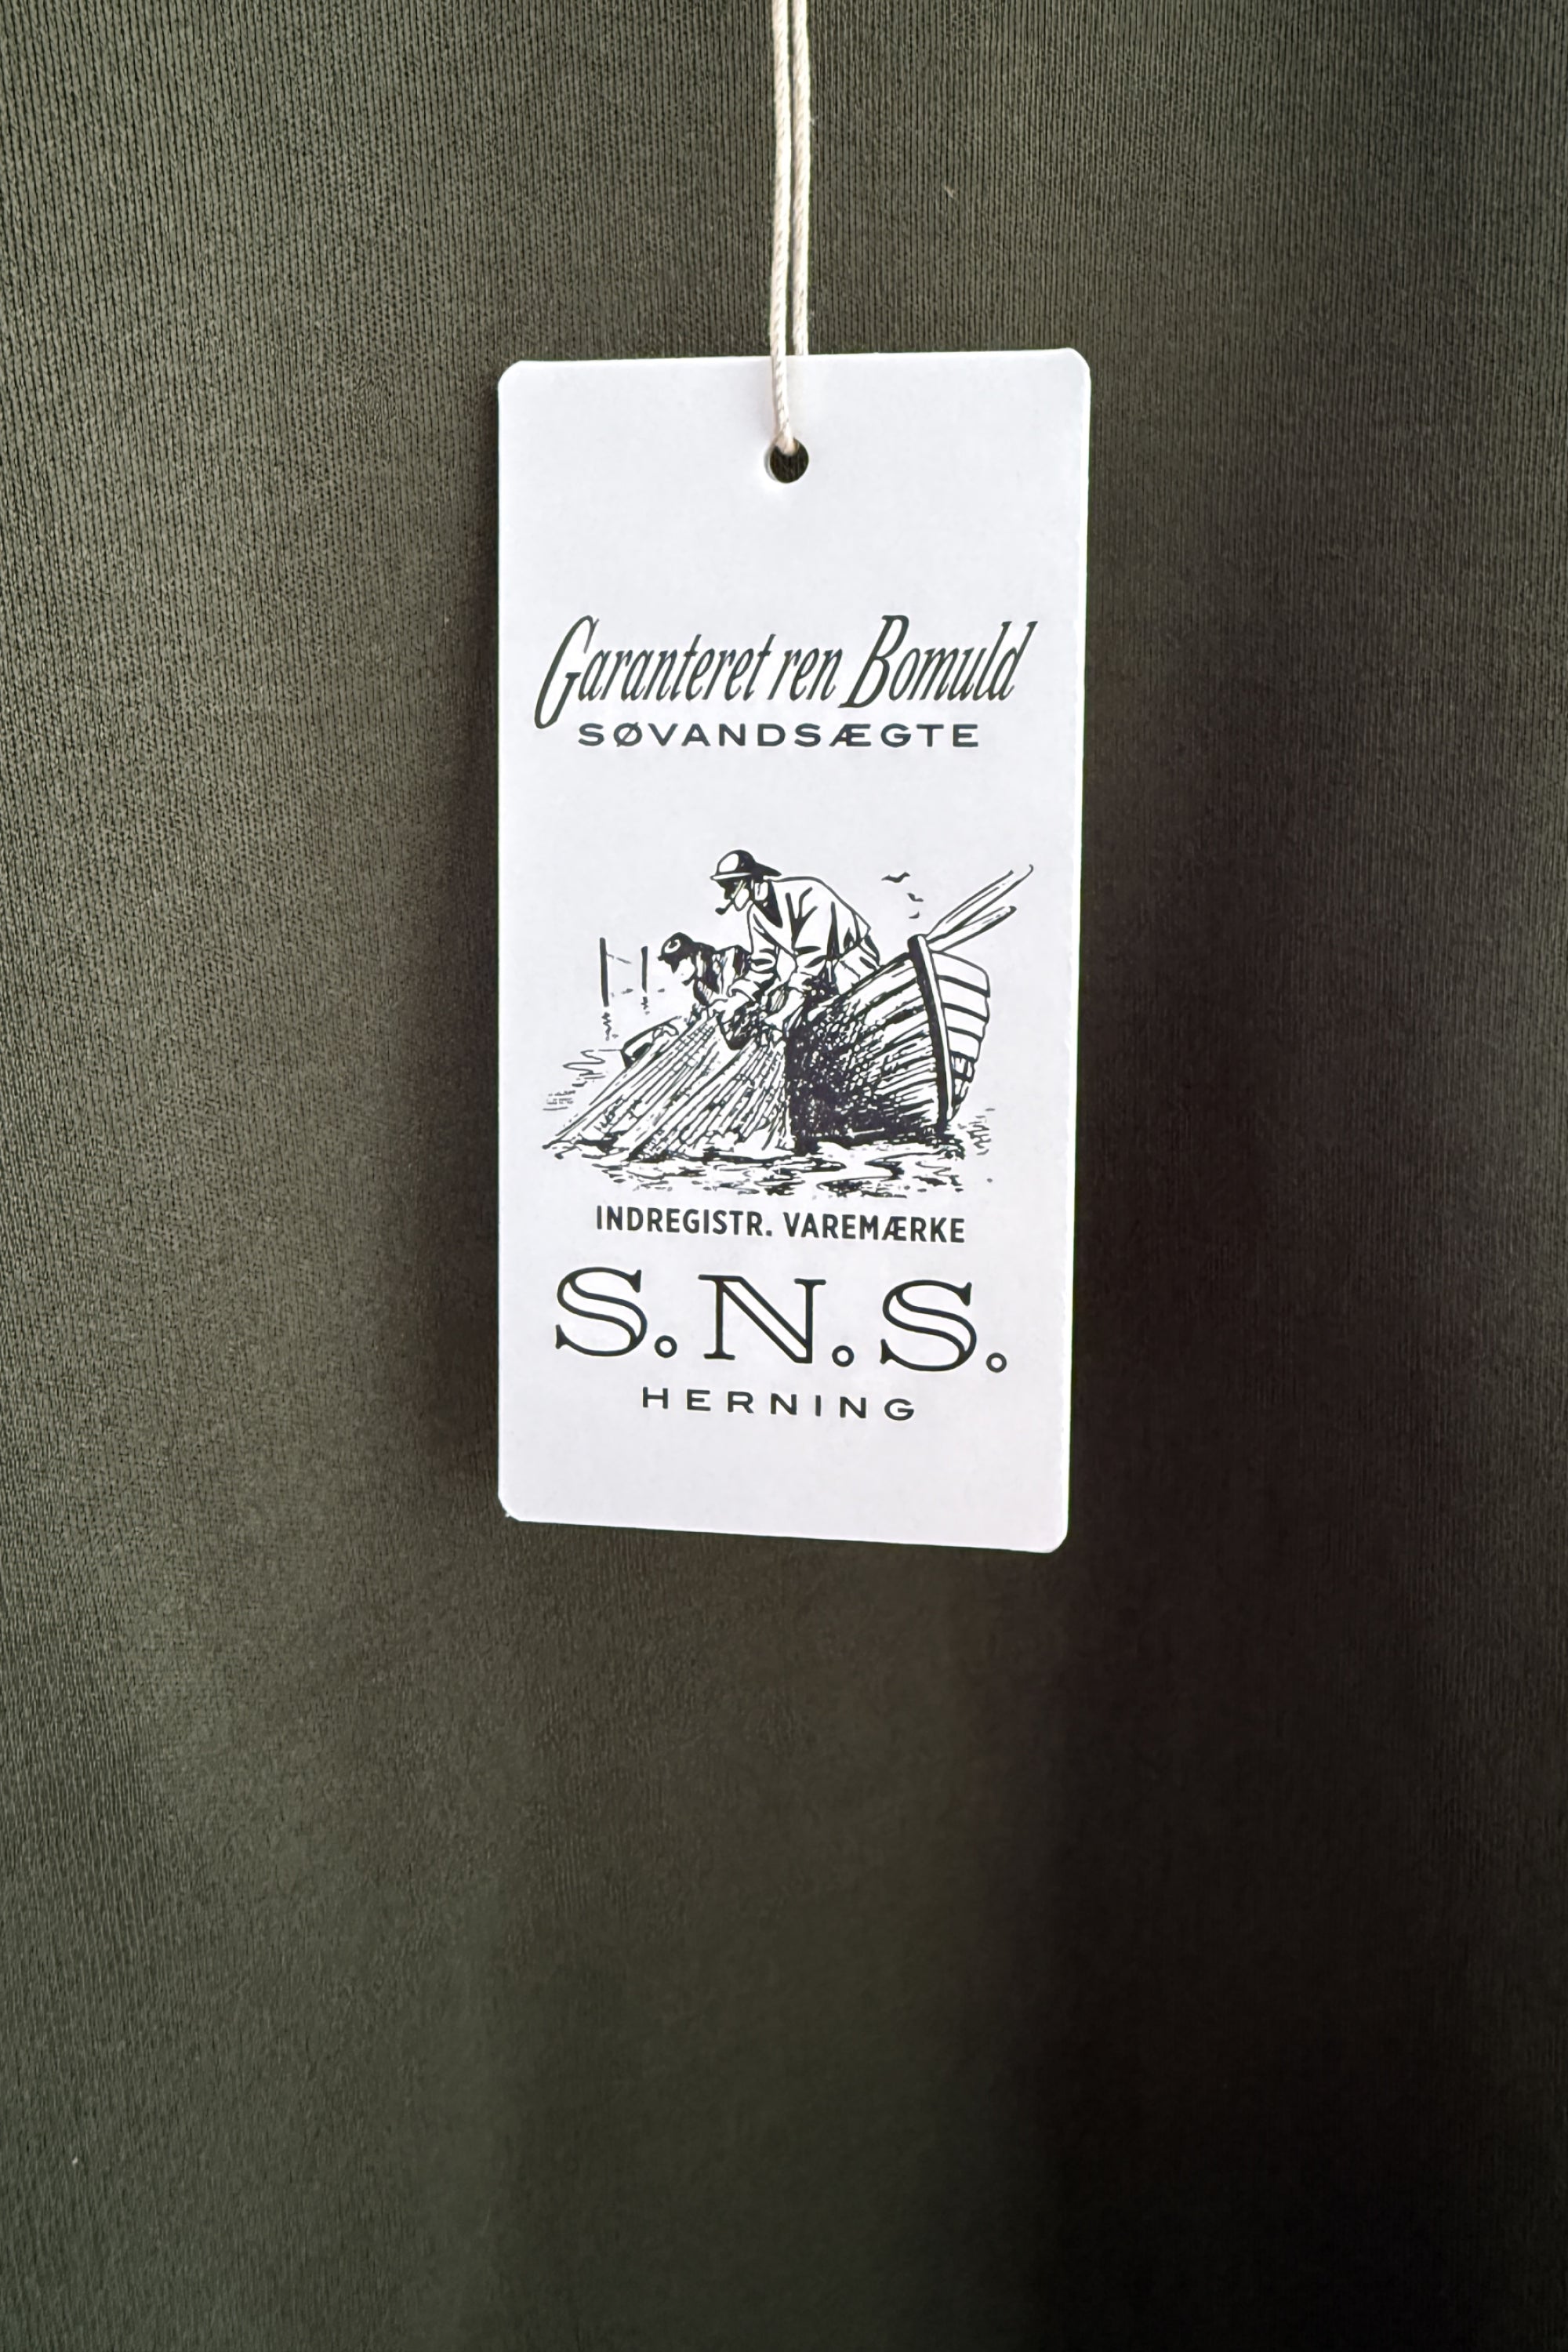 Garanteret ren Bomuld
SØVANDSÆGTE
INDREGISTR. VAREMÆRKE
S.N.S.
HERNING